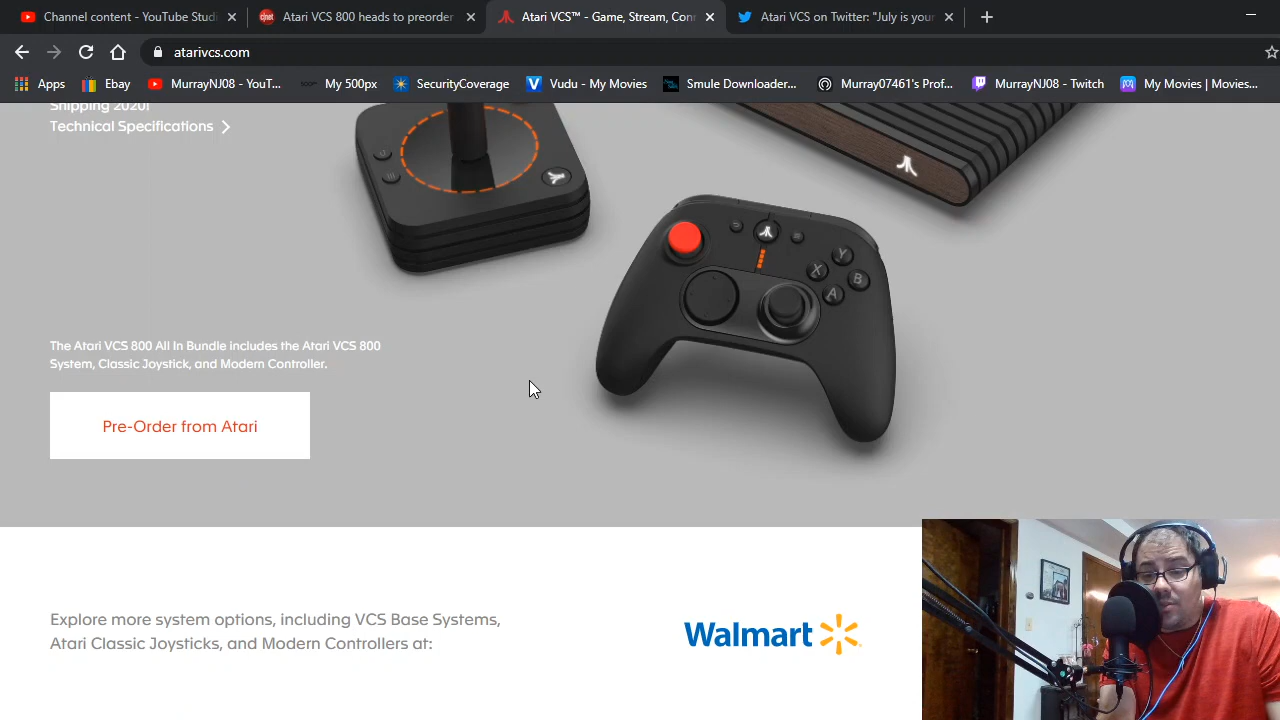 Channel content - YouTube Studi
Atari VCS 800 heads to preorder
Atari VCS™ - Game, Stream, Conn
Atari VCS on Twitter: "July is your
atarivcs.com
Apps
Ebay
MurrayNJ08 - YouT...
My 500px
SecurityCoverage
Vudu - My Movies
Smule Downloader...
Murray07461's Prof...
MurrayNJ08 - Twitch
My Movies | Movies...
Shipping 2020!
Technical Specifications
Y
X
B
A
The Atari VCS 800 All In Bundle includes the Atari VCS 800
System, Classic Joystick, and Modern Controller.
Pre-Order from Atari
Explore more system options, including VCS Base Systems,
Atari Classic Joysticks, and Modern Controllers at:
Walmart